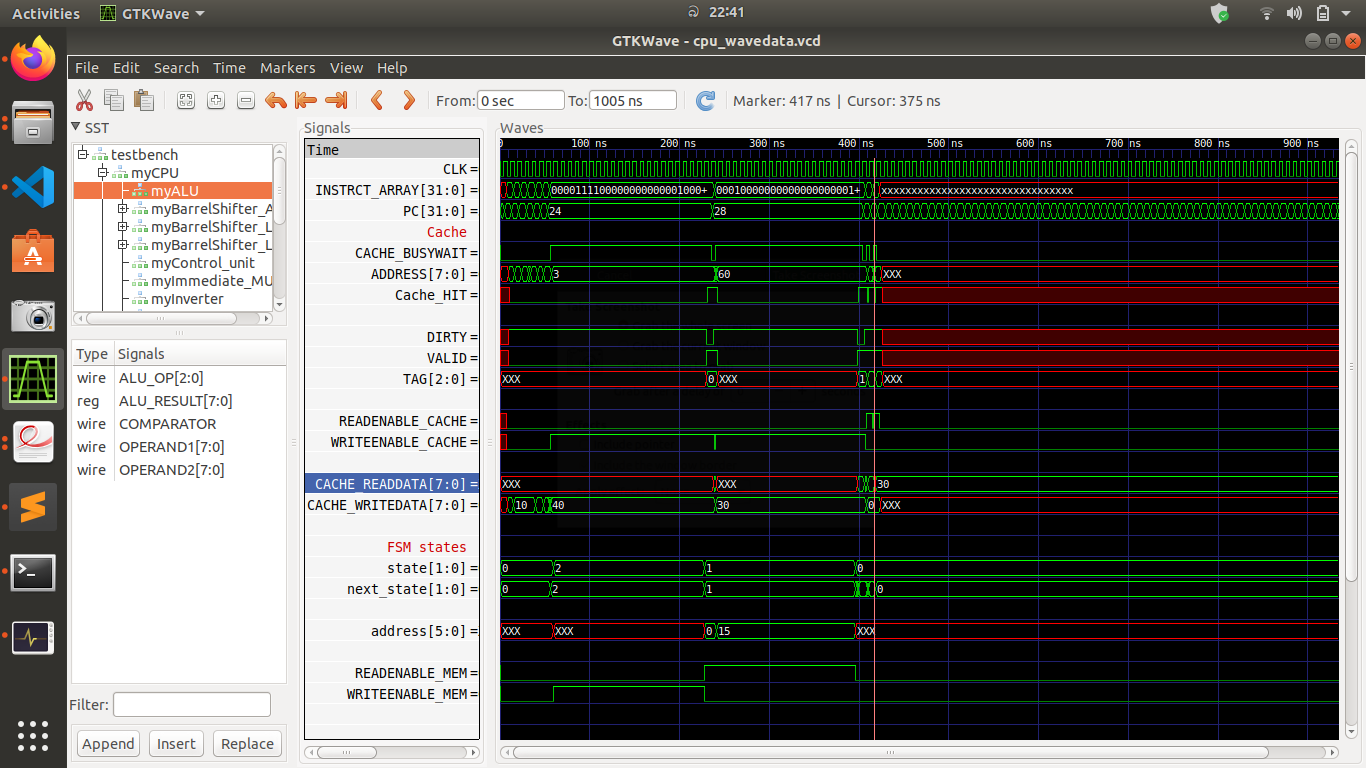 Activities GTKWave 22:41
GTKWave - cpu_wavedata.vcd
File Edit Search Time Markers View Help
From: 0 sec To: 1005 ns Marker: 417 ns | Cursor: 375 ns
SST
testbench
myCPU
myALU
myBarrelShifter_A
myBarrelShifter_L
myBarrelShifter_L
myControl_unit
myImmediate_MU
myInverter
Type Signals
wire ALU_OP[2:0]
reg ALU_RESULT[7:0]
wire COMPARATOR
wire OPERAND1[7:0]
wire OPERAND2[7:0]
Filter:
Append Insert Replace
Signals
Time
CLK =
INSTRCT_ARRAY[31:0] =
PC[31:0] =
Cache
CACHE_BUSYWAIT =
ADDRESS[7:0] =
Cache_HIT =
DIRTY =
VALID =
TAG[2:0] =
READENABLE_CACHE =
WRITEENABLE_CACHE =
CACHE_READDATA[7:0] =
CACHE_WRITEDATA[7:0] =
FSM states
state[1:0] =
next_state[1:0] =
address[5:0] =
READENABLE_MEM =
WRITEENABLE_MEM =
Waves
0 100 ns 200 ns 300 ns 400 ns 500 ns 600 ns 700 ns 800 ns 900 ns
0000111100000000000001000+ 0001000000000000000001+ xxxxxxxxxxxxxxxxxxxxxxxxxxxxxxxx
24 28
3 60 XXX
XXX 0 XXX 1 XXX
XXX XXX 30
10 40 30 0 XXX
0 2 1 0
0 2 1 0
XXX XXX 0 15 XXX